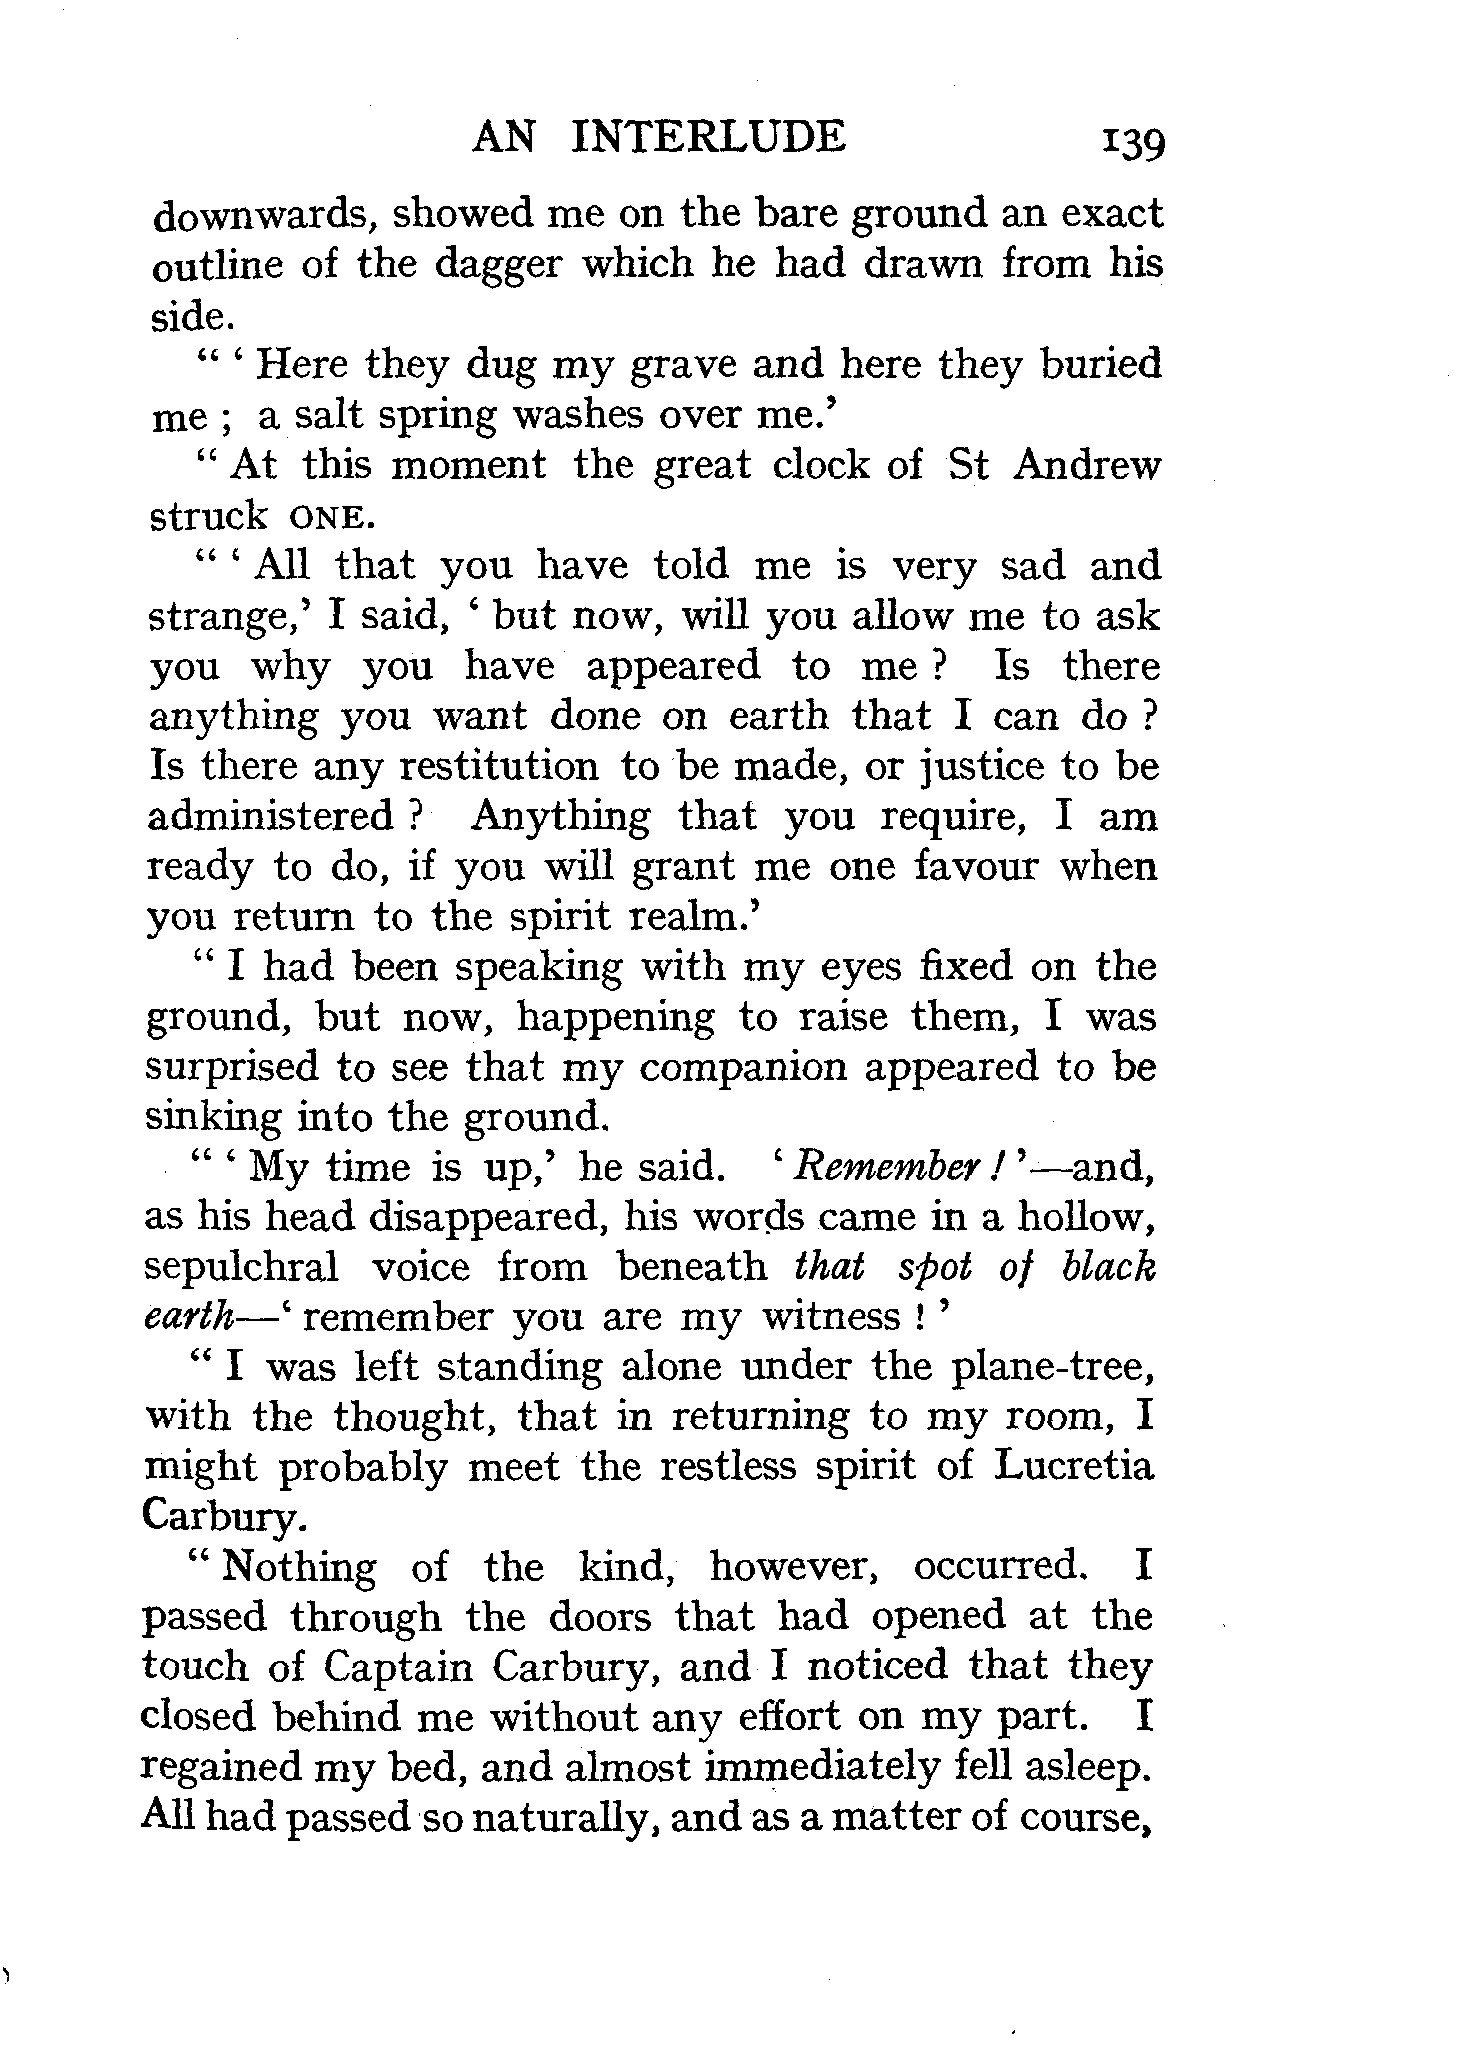 AN INTERLUDE 139
downwards, showed me on the bare ground an exact
outline of the dagger which he had drawn from his
side.
“ ‘ Here they dug my grave and here they buried
me ; a salt spring washes over me.’
“ At this moment the great clock of St Andrew
struck ONE.
“ ‘ All that you have told me is very sad and
strange,’ I said, ‘ but now, will you allow me to ask
you why you have appeared to me ? Is there
anything you want done on earth that I can do ?
Is there any restitution to be made, or justice to be
administered ? Anything that you require, I am
ready to do, if you will grant me one favour when
you return to the spirit realm.’
“ I had been speaking with my eyes fixed on the
ground, but now, happening to raise them, I was
surprised to see that my companion appeared to be
sinking into the ground.
“ ‘ My time is up,’ he said. ‘ Remember ! ’—and,
as his head disappeared, his words came in a hollow,
sepulchral voice from beneath that spot of black
earth—‘ remember you are my witness ! ’
“ I was left standing alone under the plane-tree,
with the thought, that in returning to my room, I
might probably meet the restless spirit of Lucretia
Carbury.
“ Nothing of the kind, however, occurred. I
passed through the doors that had opened at the
touch of Captain Carbury, and I noticed that they
closed behind me without any effort on my part. I
regained my bed, and almost immediately fell asleep.
All had passed so naturally, and as a matter of course,